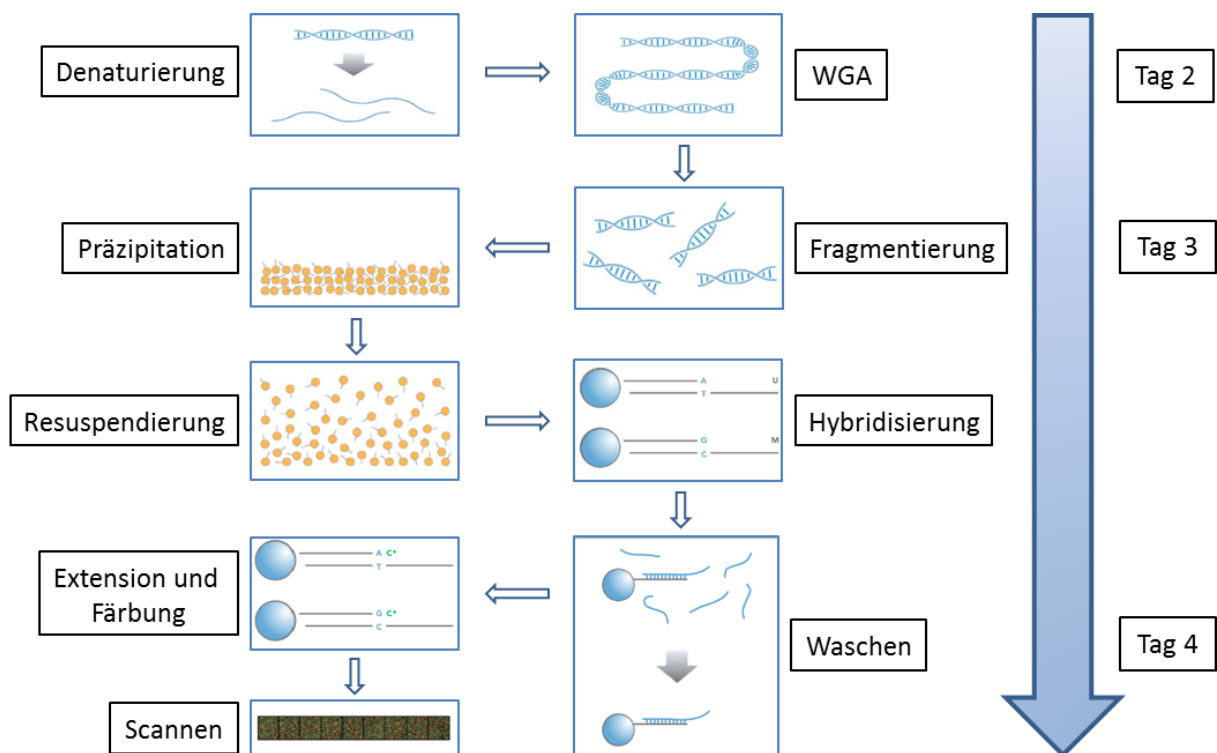 Denaturierung
WGA
Tag 2
Präzipitation
Fragmentierung
Tag 3
Resuspendierung
A U
T
G M
C
Hybridisierung
Extension und
Färbung
A C*
T
G C*
C
Waschen
Tag 4
Scannen